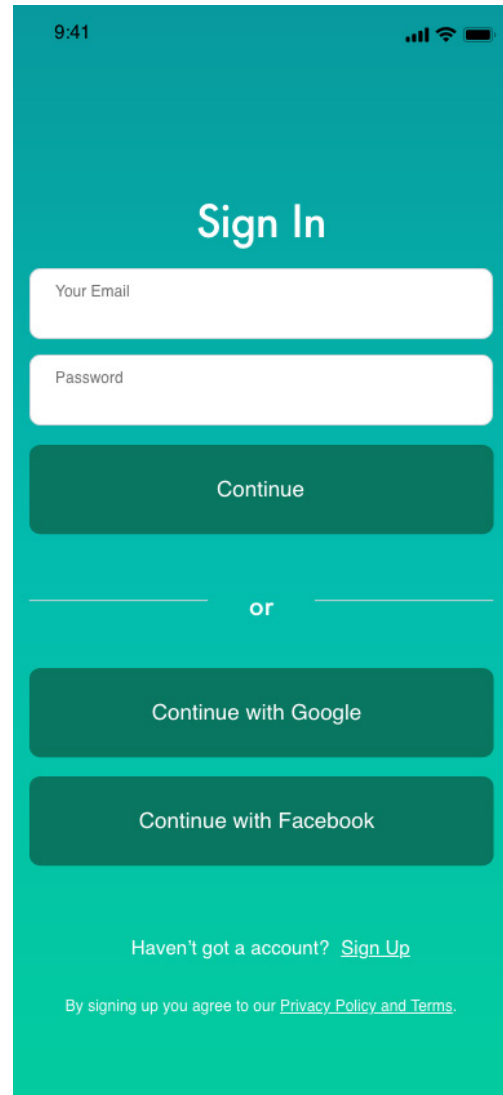 9:41
Sign In
Your Email
Password
Continue
or
Continue with Google
Continue with Facebook
Haven't got a account? Sign Up
By signing up you agree to our Privacy Policy and Terms.